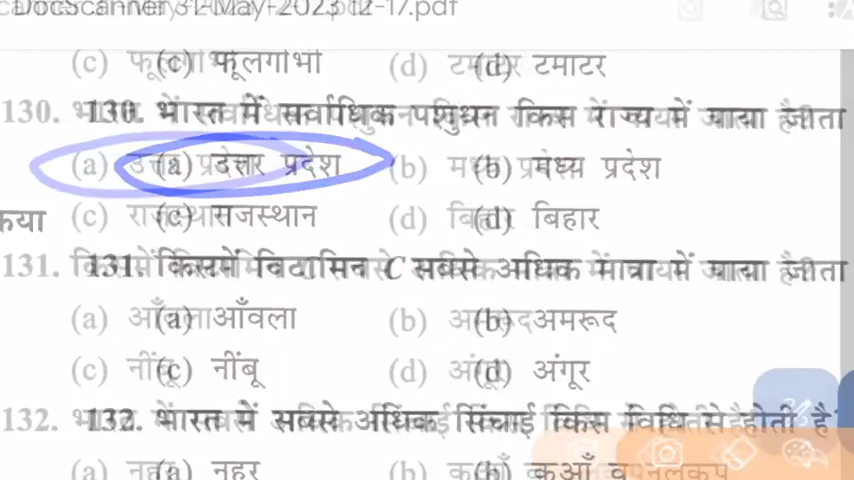 DocScanner 31-May-2023 12-17.pdf
(c) फूलगोभी (d) टमाटर
130. भारत में सर्वाधिक पशुधन किस राज्य में पाया जाता
(a) उत्तर प्रदेश (b) मध्य प्रदेश
(c) राजस्थान (d) बिहार
131. किसमें विटामिन C सबसे अधिक मात्रा में पाया जाता
(a) आँवला (b) अमरूद
(c) नींबू (d) अंगूर
132. भारत में सबसे अधिक सिंचाई किस विधि से होती है
(a) नहर (b) कुआँ व नलकूप